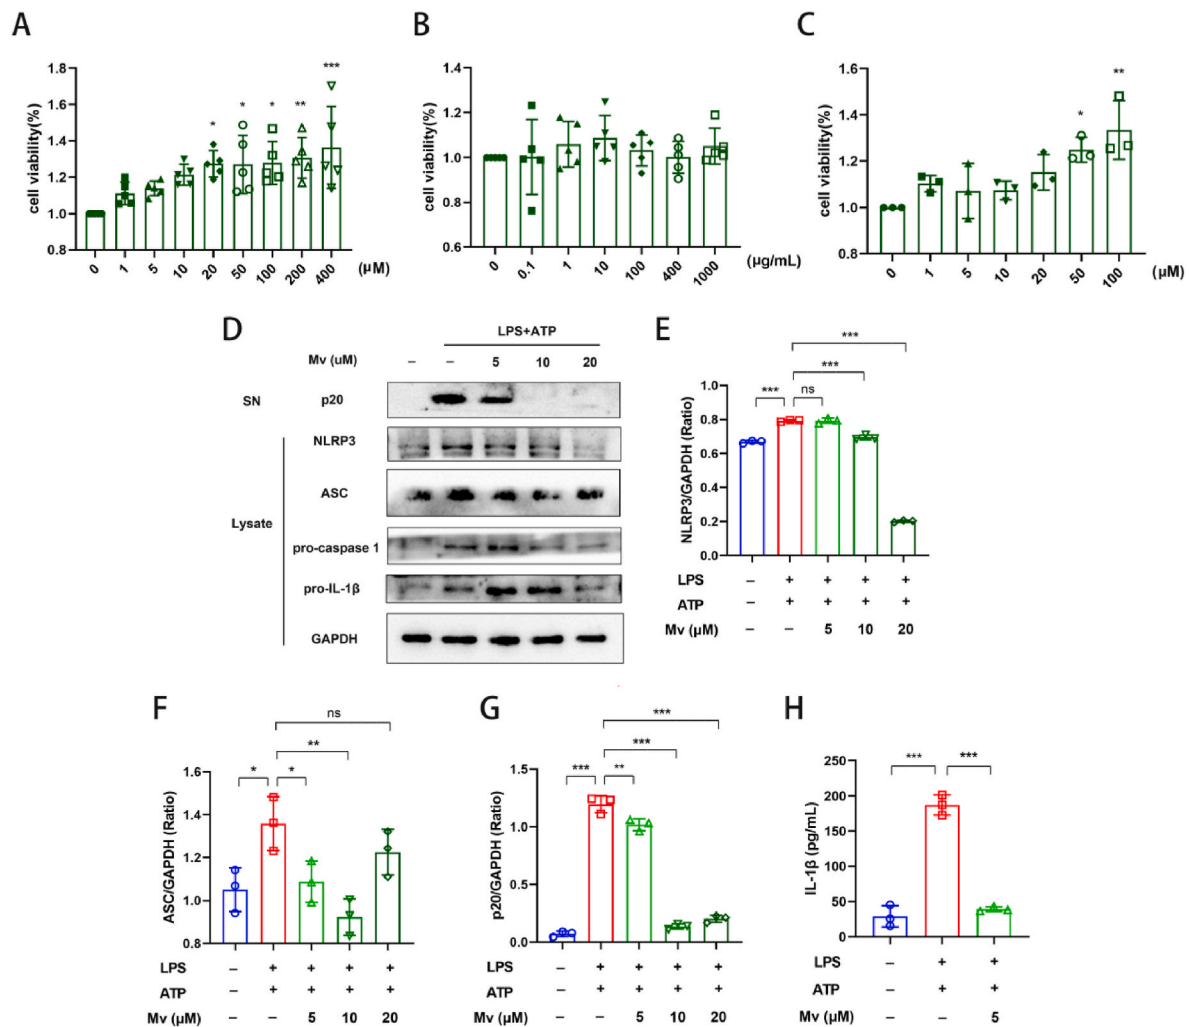 A
cell viability(%)
1.8
1.6
1.4
1.2
1.0
0.8
* * * ** ***
0 1 5 10 20 50 100 200 400 (μM)
B
cell viability(%)
1.4
1.2
1.0
0.8
0.6
0 0.1 1 10 100 400 1000 (μg/mL)
C
cell viability(%)
1.6
1.4
1.2
1.0
0.8
* **
0 1 5 10 20 50 100 (μM)
D
LPS+ATP
Mv (uM) – – 5 10 20
SN p20
Lysate
NLRP3
ASC
pro-caspase 1
pro-IL-1β
GAPDH
E
***
***
*** ns
NLRP3/GAPDH (Ratio)
1.0
0.8
0.6
0.4
0.2
0.0
LPS – + + + +
ATP – + + + +
Mv (μM) – – 5 10 20
F
ns
**
* *
ASC/GAPDH (Ratio)
1.6
1.4
1.2
1.0
0.8
LPS – + + + +
ATP – + + + +
Mv (μM) – – 5 10 20
G
***
***
*** **
p20/GAPDH (Ratio)
1.5
1.0
0.5
0.0
LPS – + + + +
ATP – + + + +
Mv (μM) – – 5 10 20
H
*** ***
IL-1β (pg/mL)
250
200
150
100
50
0
LPS – + +
ATP – + +
Mv (μM) – – 5